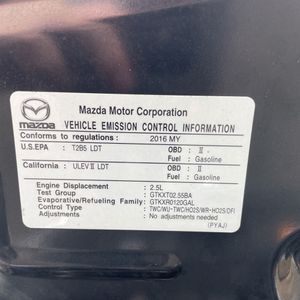 mazda
Mazda Motor Corporation
VEHICLE EMISSION CONTROL INFORMATION
Conforms to regulations : 2016 MY
U.S.EPA : T2B5 LDT OBD : II -
Fuel : Gasoline
California : ULEV II LDT OBD : II
Fuel : Gasoline
Engine Displacement : 2.5L
Test Group : GTKXT02.55BA
Evaporative/Refueling Family: GTKXR0120GAL
Control Type : TWC/WU-TWC/HO2S/WR-HO2S/DFI
Adjustments : No adjustments needed
(PYAJ)